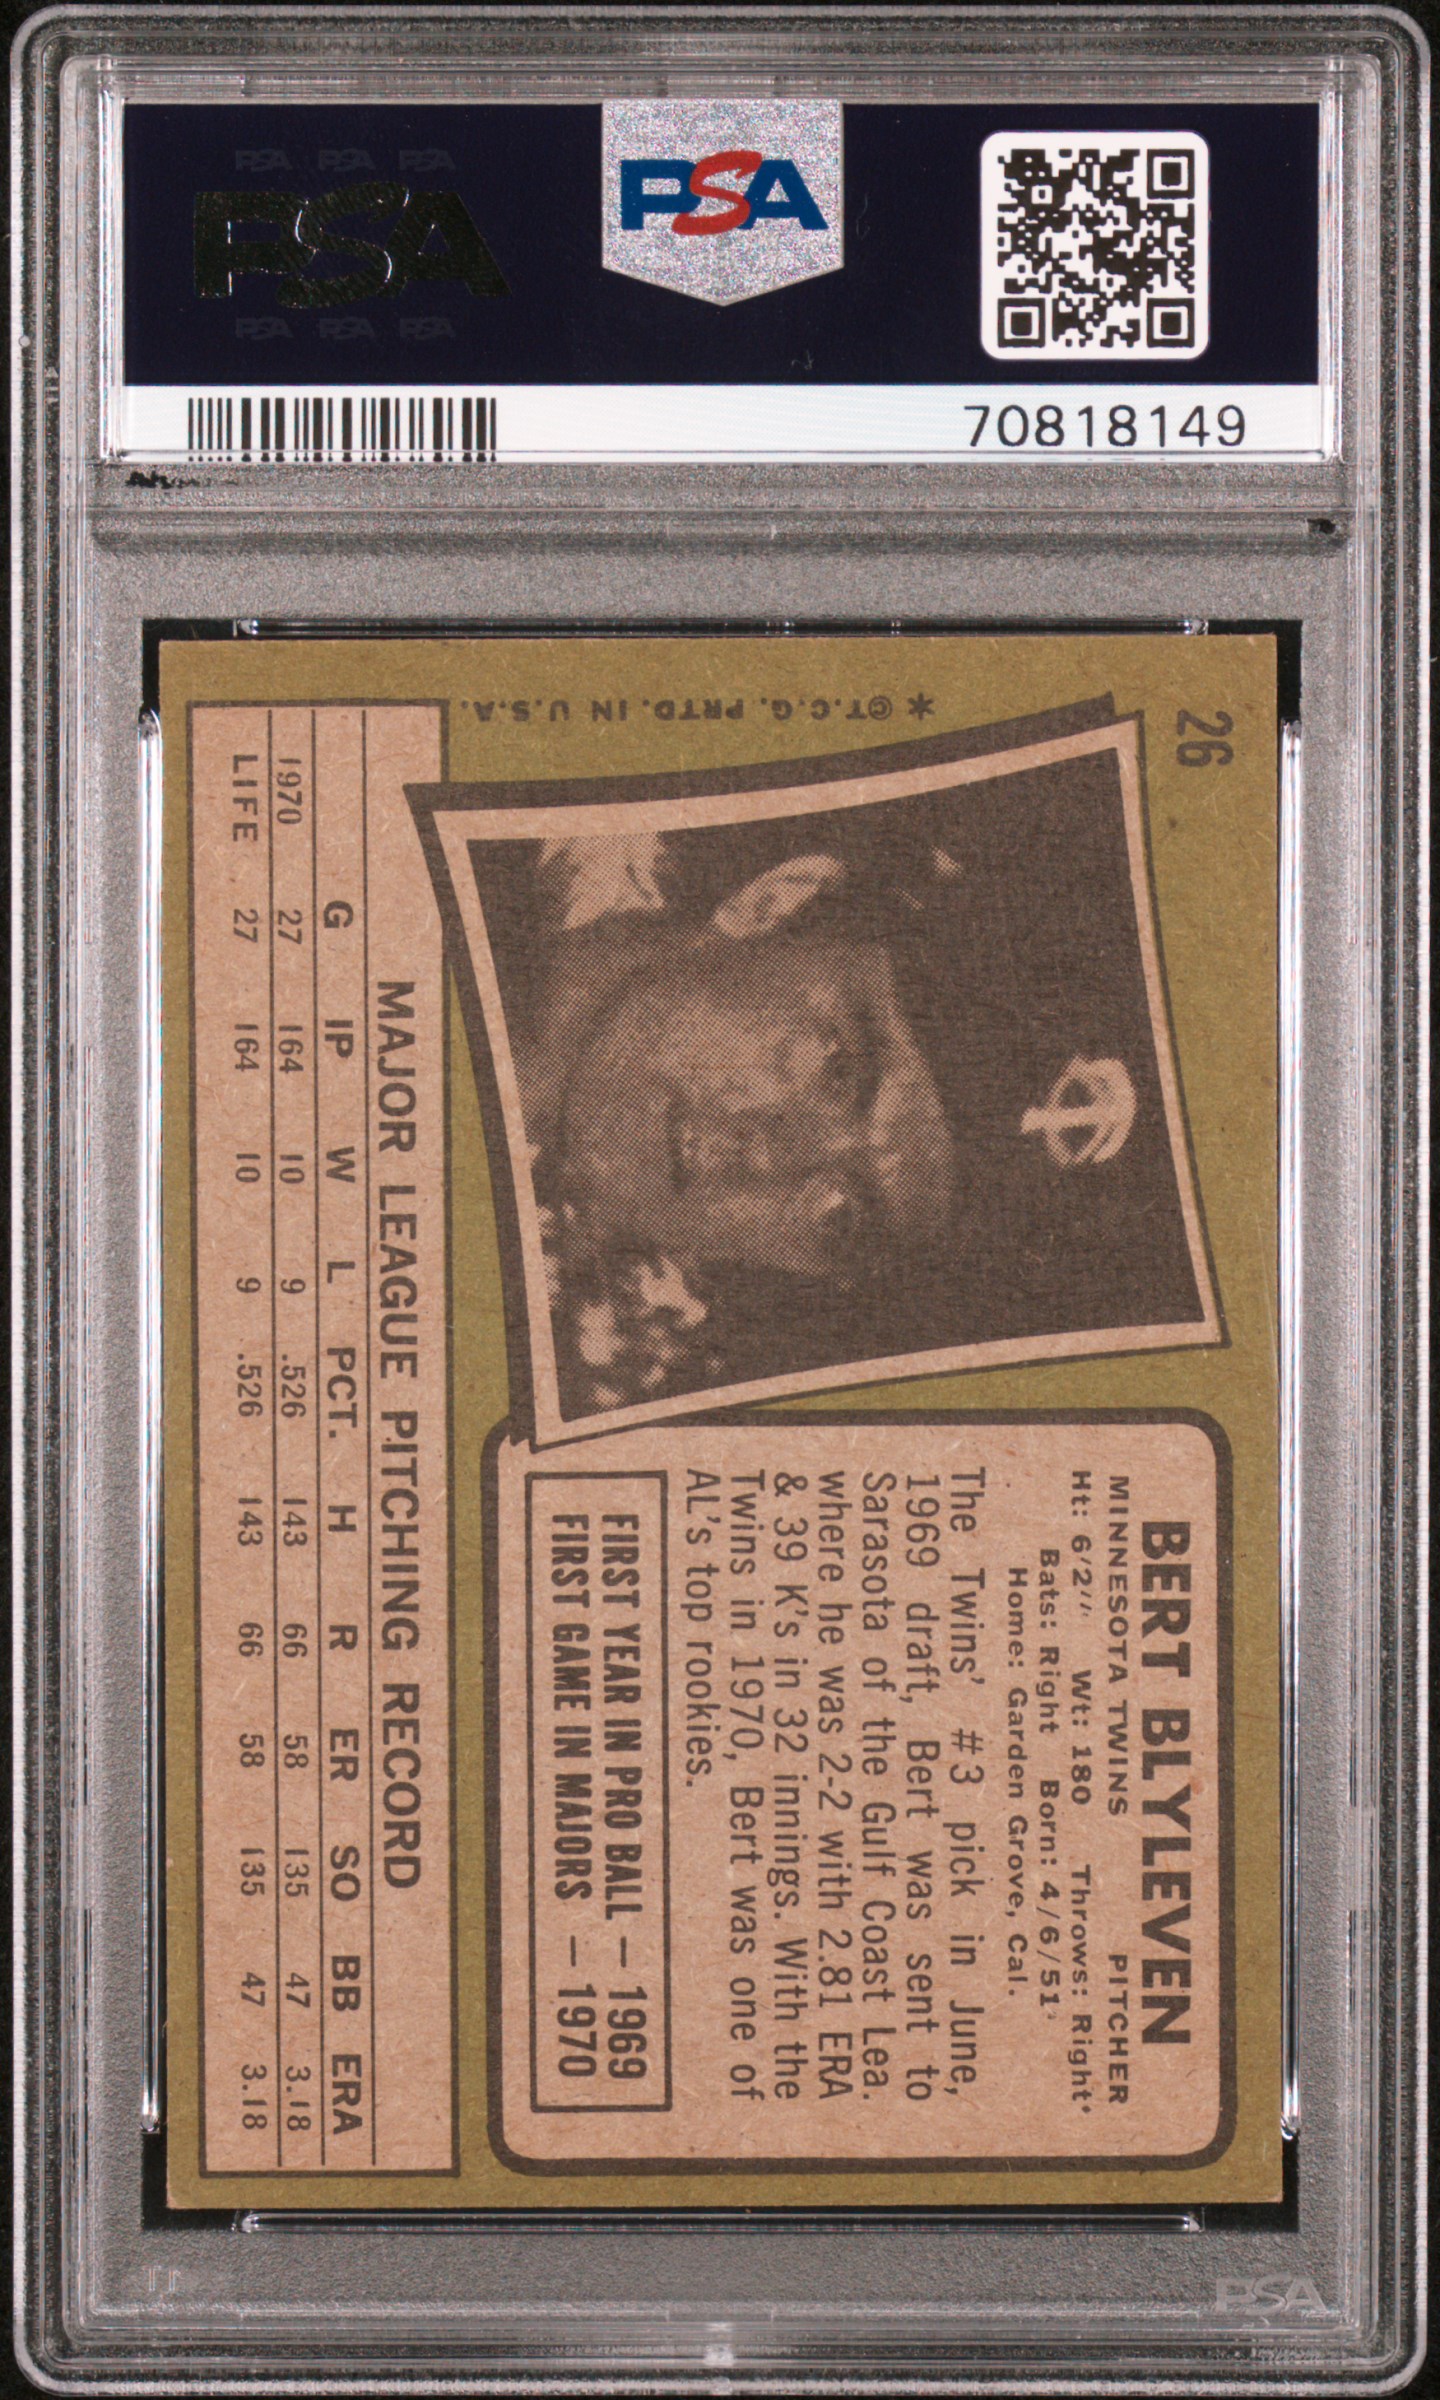 PSA PSA PSA
PSA
PSA PSA PSA
PSA
70818149
26
* ©T.C.G. PRTD. IN U.S.A.
BERT BLYLEVEN
MINNESOTA TWINS PITCHER
Ht: 6'2" Wt: 180 Throws: Right
Bats: Right Born: 4/6/51
Home: Garden Grove, Cal.
The Twins' #3 pick in June,
1969 draft, Bert was sent to
Sarasota of the Gulf Coast Lea.
where he was 2-2 with 2.81 ERA
& 39 K's in 32 innings. With the
Twins in 1970, Bert was one of
AL's top rookies.
FIRST YEAR IN PRO BALL — 1969
FIRST GAME IN MAJORS — 1970
MAJOR LEAGUE PITCHING RECORD
G IP W L PCT. H R ER SO BB ERA
1970 27 164 10 9 .526 143 66 58 135 47 3.18
LIFE 27 164 10 9 .526 143 66 58 135 47 3.18
PSA